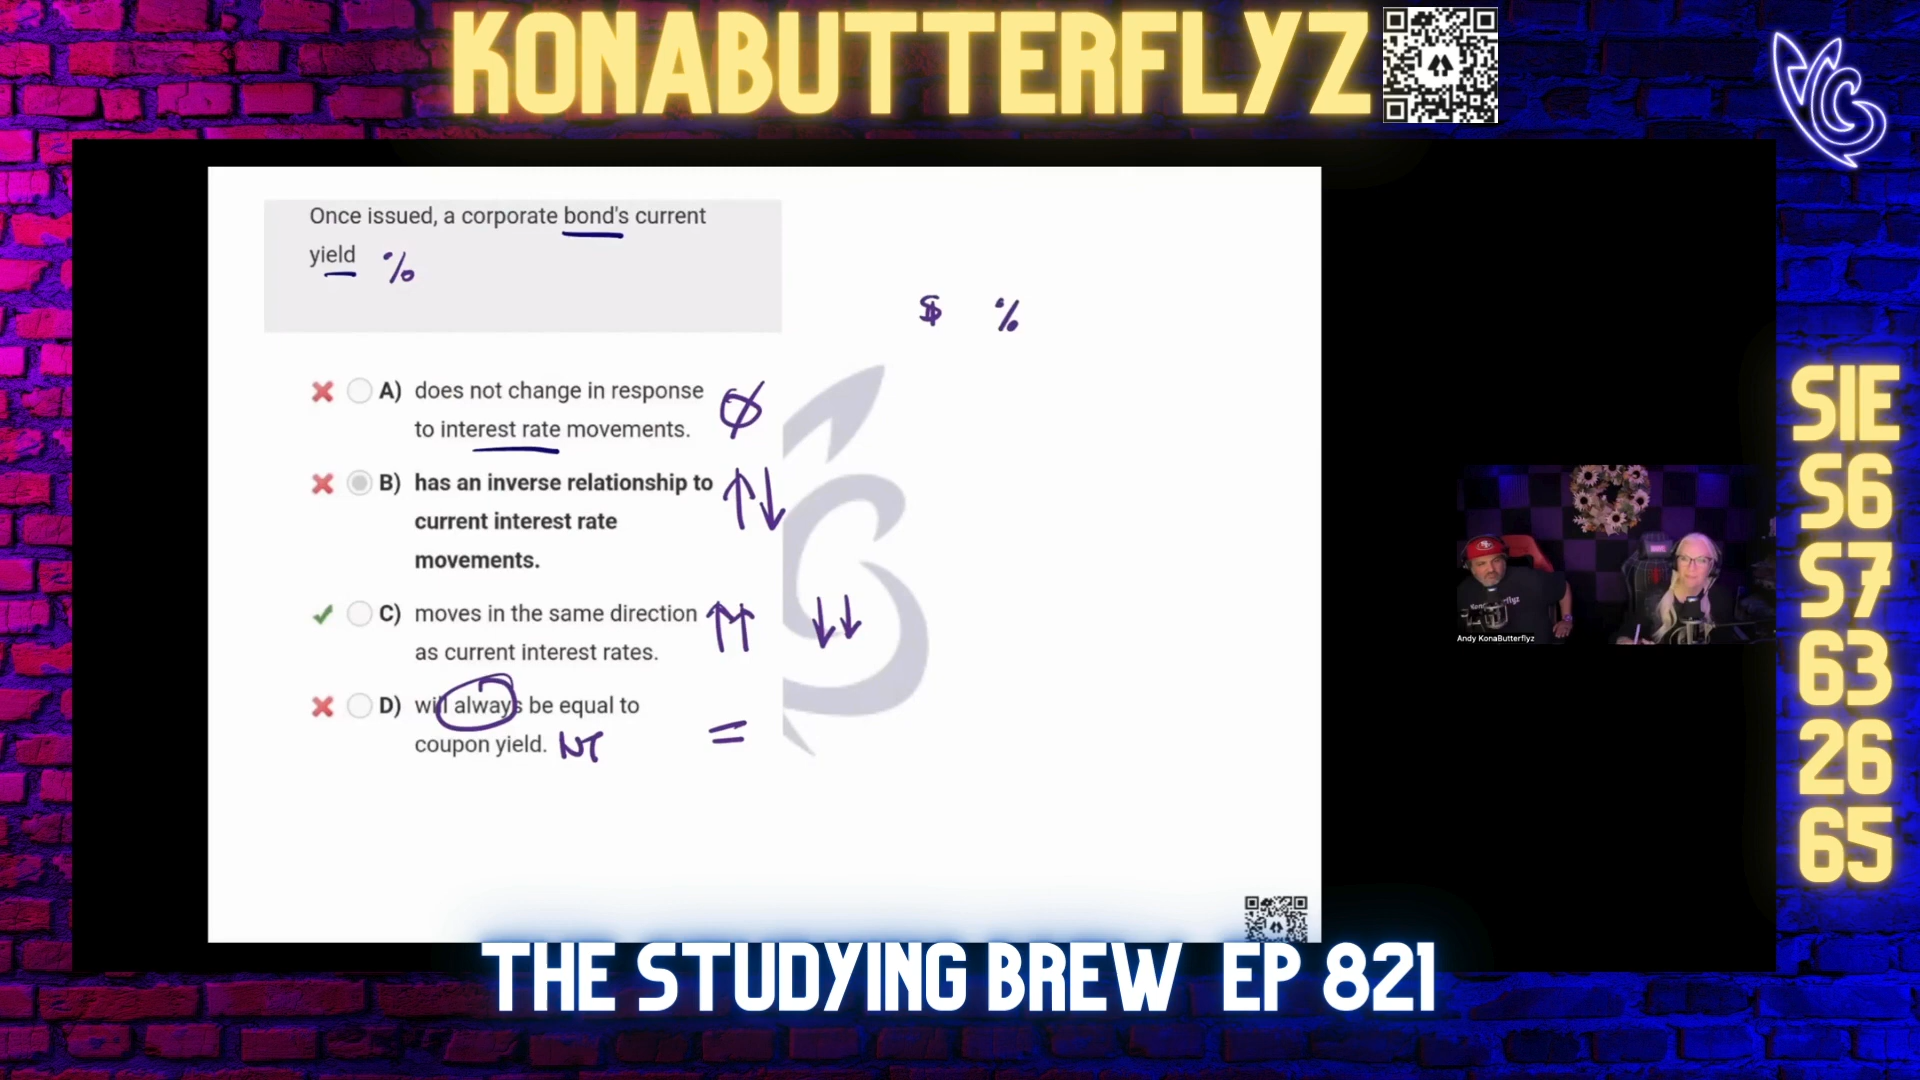 KONABUTTERFLYZ
Once issued, a corporate bond's current
yield %
$ %
A) does not change in response
to interest rate movements.
B) has an inverse relationship to
current interest rate
movements.
C) moves in the same direction
as current interest rates.
D) will always be equal to
coupon yield. NT
=
Andy KonaButterflyz
SIE
S6
S7
63
26
65
THE STUDYING BREW EP 821